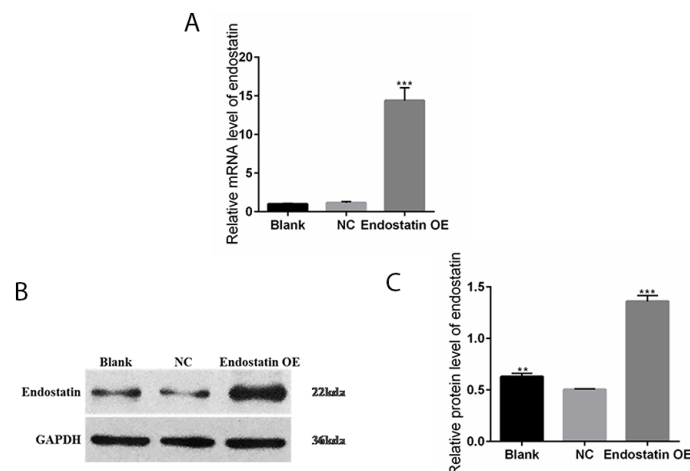 A
Relative mRNA level of endostatin
20
15
10
5
0
***
Blank NC Endostatin OE
B
Blank NC Endostatin OE
Endostatin 22kda
GAPDH 36kda
C
Relative protein level of endostatin
1.5
1.0
0.5
0.0
**
***
Blank NC Endostatin OE